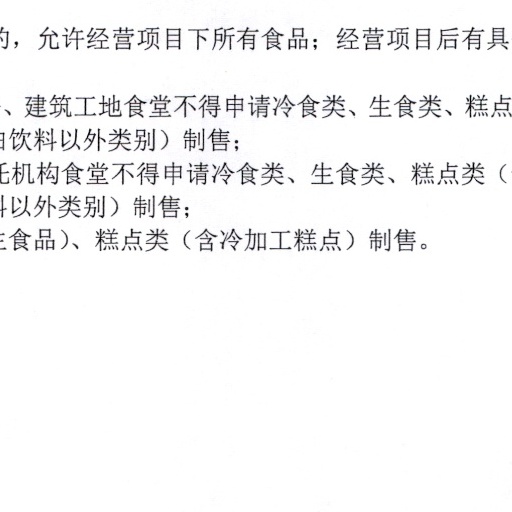 的，允许经营项目下所有食品；经营项目后有具
、建筑工地食堂不得申请冷食类、生食类、糕点
饮料以外类别）制售；
托机构食堂不得申请冷食类、生食类、糕点类（
以外类别）制售；
食品）、糕点类（含冷加工糕点）制售。